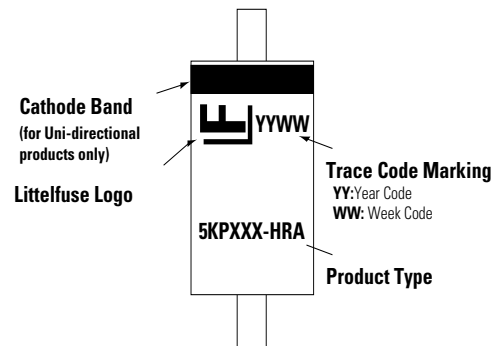 Cathode Band
(for Uni-directional
products only)
Littelfuse Logo
YYWW
Trace Code Marking
YY:Year Code
WW: Week Code
5KPXXX-HRA
Product Type